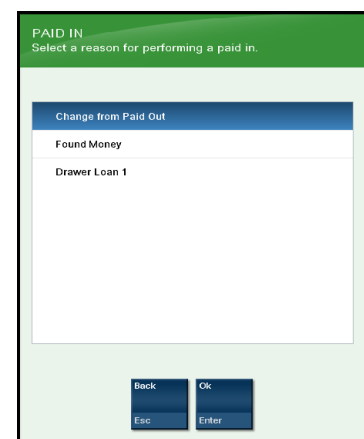 PAID IN
Select a reason for performing a paid in.
Change from Paid Out
Found Money
Drawer Loan 1
Back Ok
Esc Enter